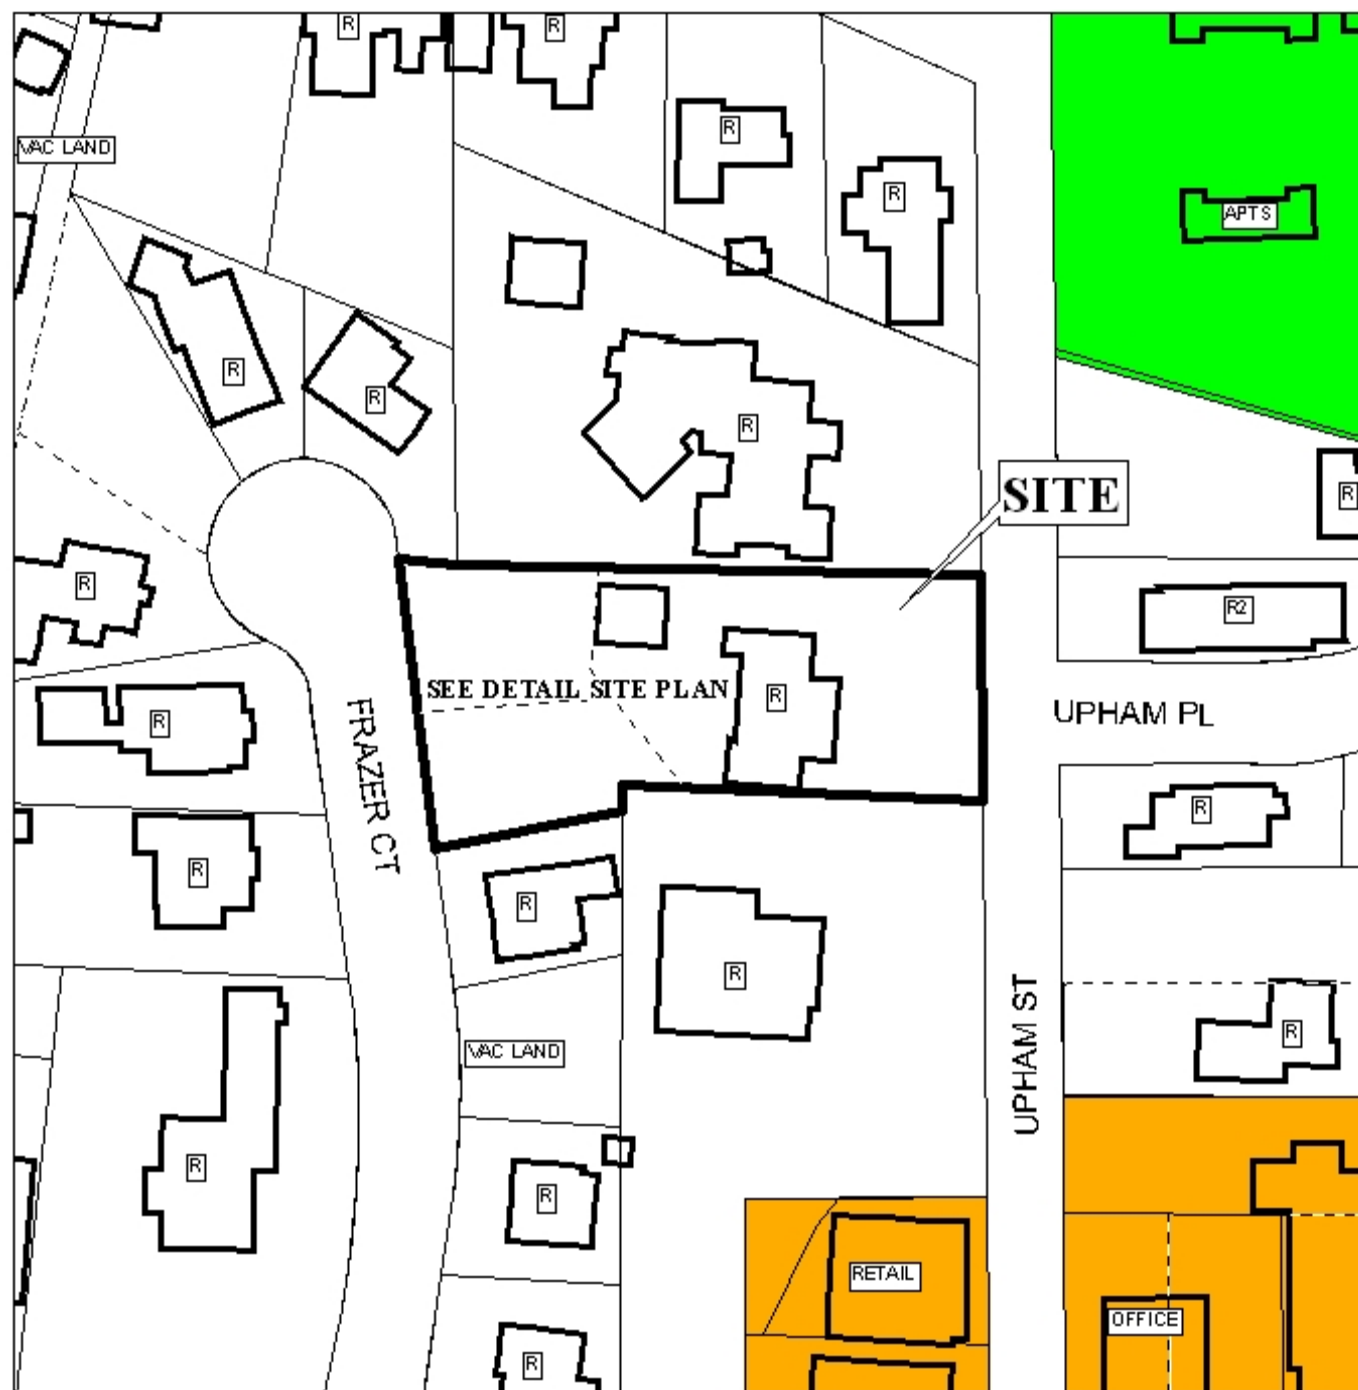 R
R
R
VAC LAND
R
APTS
R
R
R
SITE
R
R
R2
SEE DETAIL SITE PLAN
R
UPHAM PL
R
FRAZER CT
R
R
R
R
UPHAM ST
R
VAC LAND
R
R
RETAIL
OFFICE
R